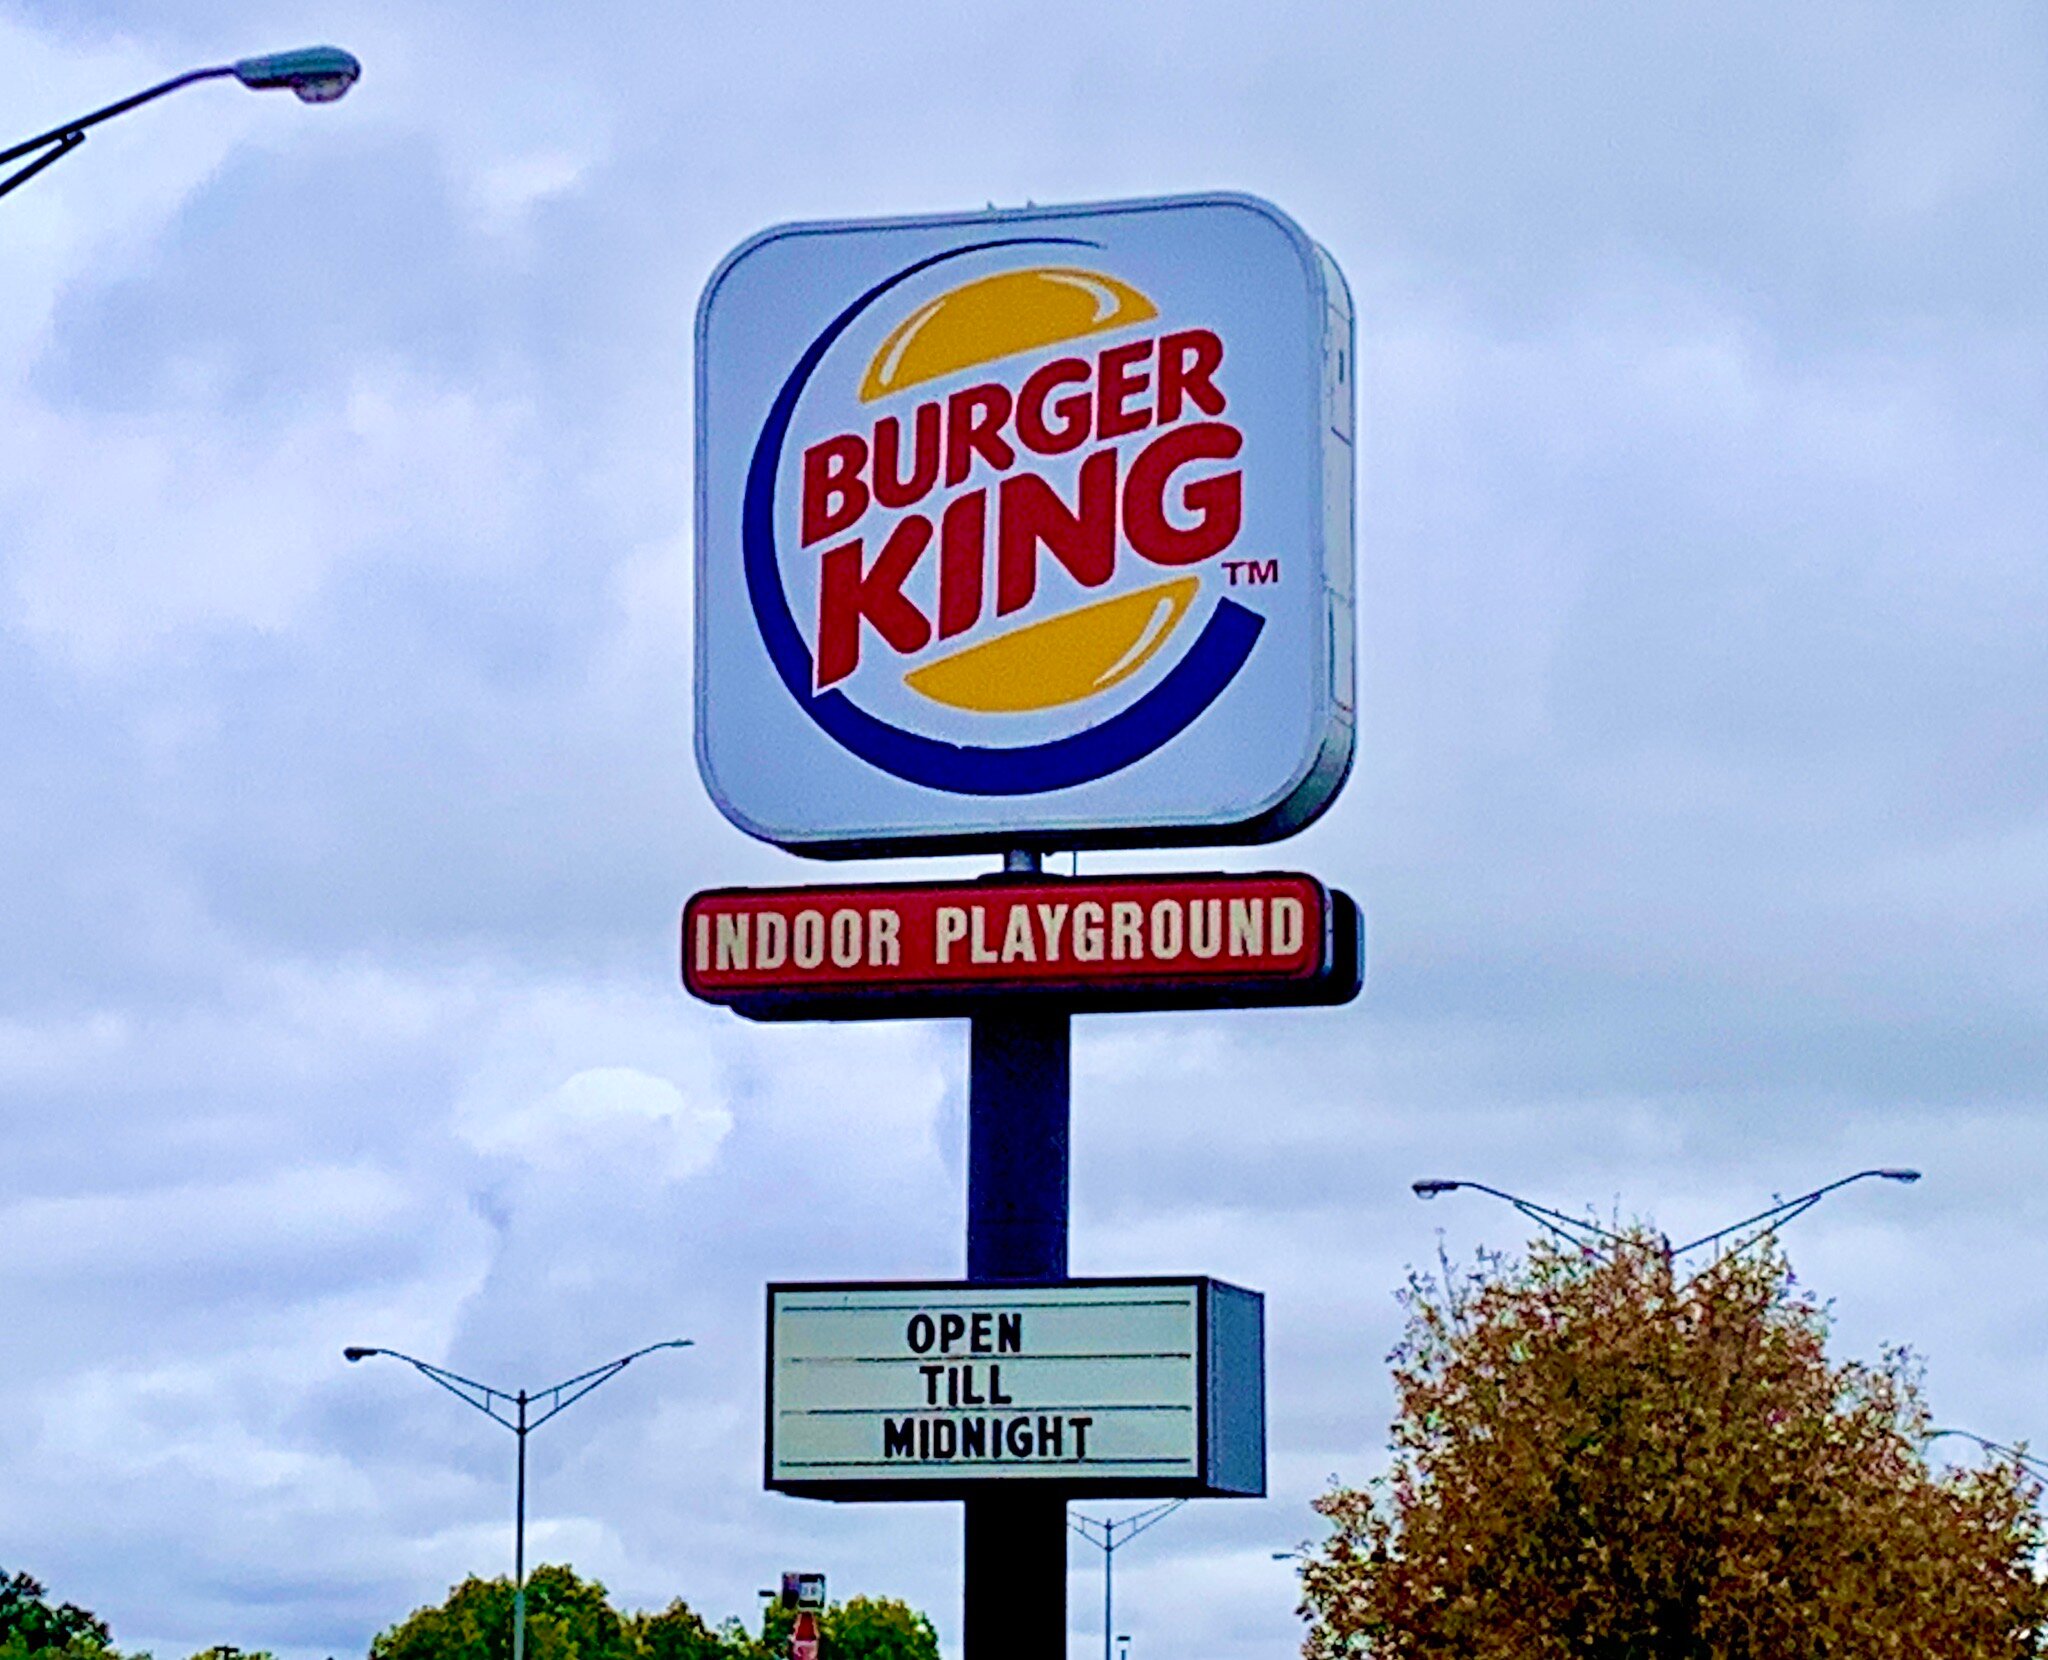 BURGER
KING
TM
INDOOR PLAYGROUND
OPEN
TILL
MIDNIGHT